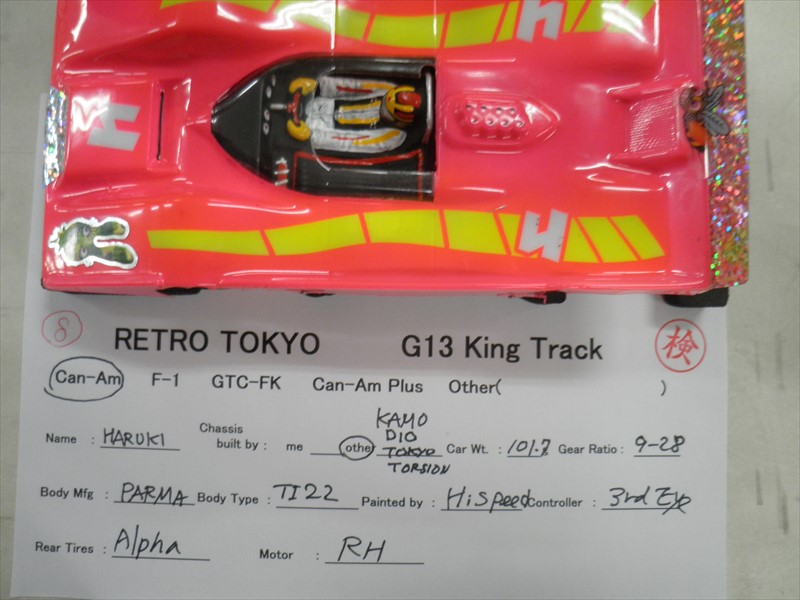 h
h
h
8
RETRO TOKYO G13 King Track 検
Can-Am F-1 GTC-FK Can-Am Plus Other( )
Name : HARUKI Chassis built by : me other KAMO DIO TOKYO TORSION Car Wt. : 101.7 Gear Ratio : 9-28
Body Mfg : PARMA Body Type : TI22 Painted by : HiSpeed Controller : 3rd Eye
Rear Tires : Alpha Motor : RH